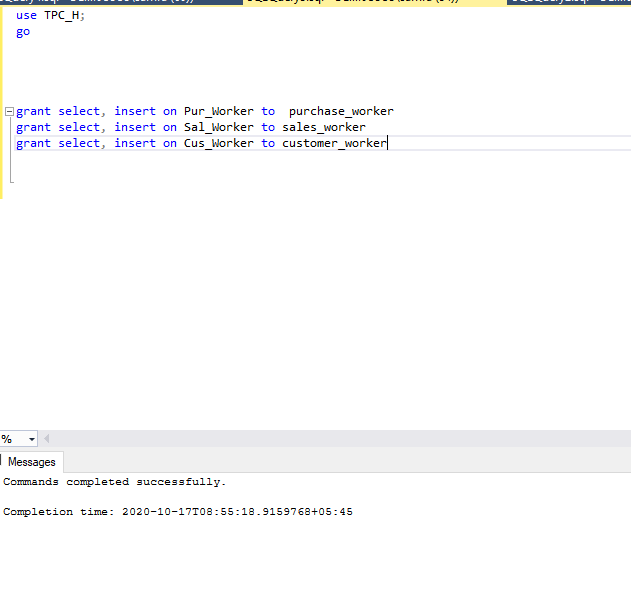 use TPC_H;
go
grant select, insert on Pur_Worker to  purchase_worker
grant select, insert on Sal_Worker to sales_worker
grant select, insert on Cus_Worker to customer_worker
%
Messages
Commands completed successfully.
Completion time: 2020-10-17T08:55:18.9159768+05:45